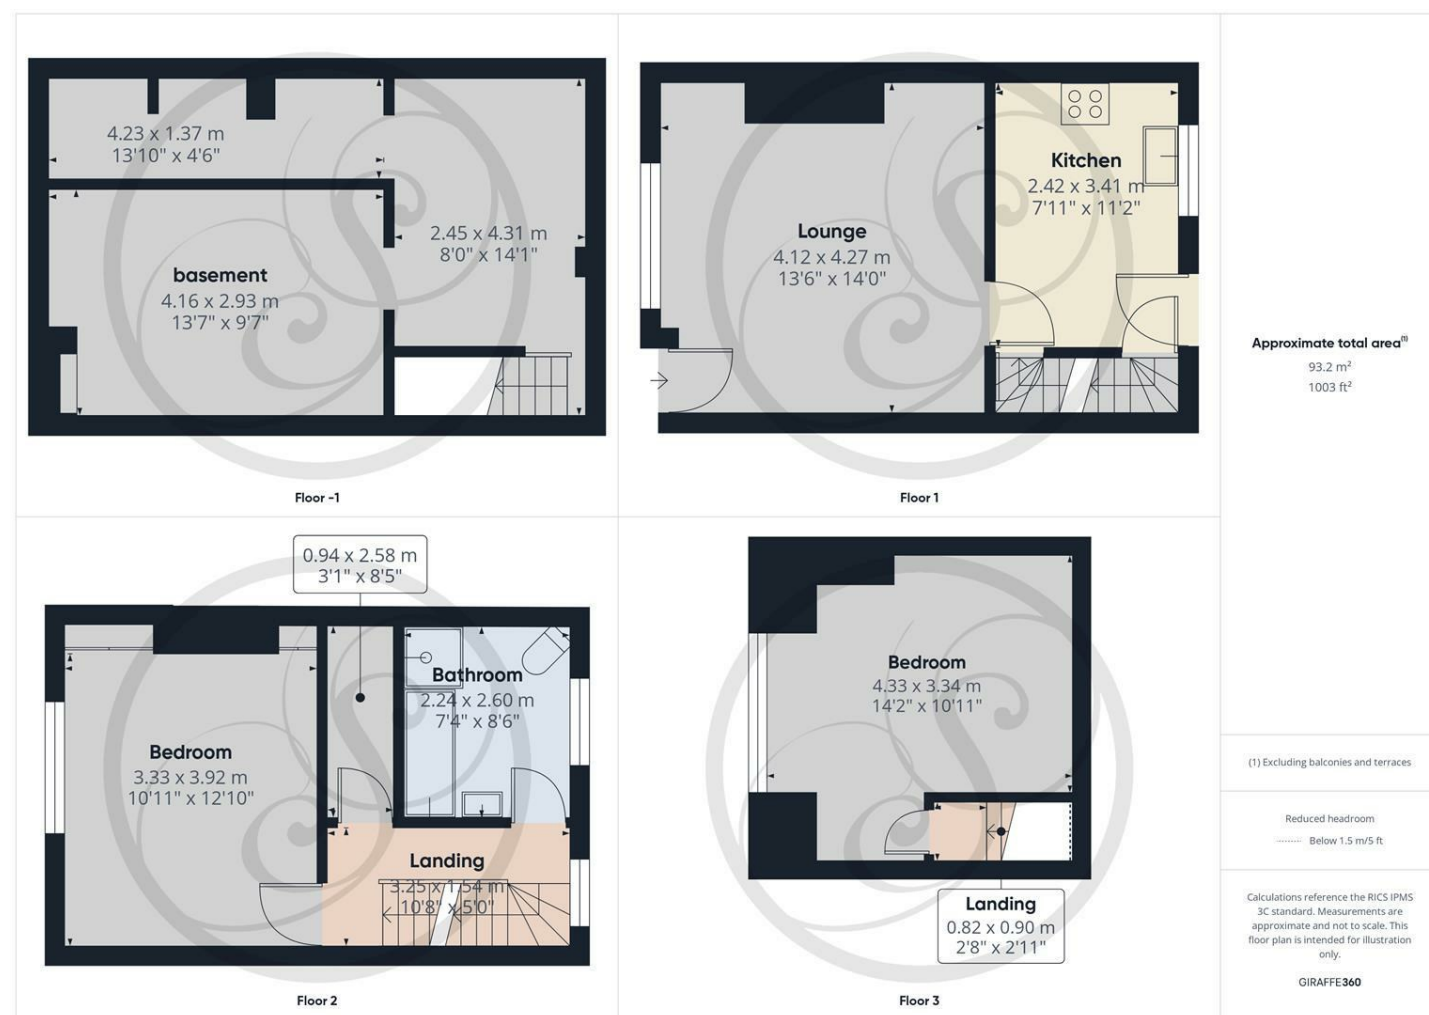 4.23 x 1.37 m
13'10" x 4'6"
2.45 x 4.31 m
8'0" x 14'1"
basement
4.16 x 2.93 m
13'7" x 9'7"
Floor -1
Kitchen
2.42 x 3.41 m
7'11" x 11'2"
Lounge
4.12 x 4.27 m
13'6" x 14'0"
Floor 1
0.94 x 2.58 m
3'1" x 8'5"
Bathroom
2.24 x 2.60 m
7'4" x 8'6"
Bedroom
3.33 x 3.92 m
10'11" x 12'10"
Landing
3.25 x 1.54 m
10'8" x 5'0"
Floor 2
Bedroom
4.33 x 3.34 m
14'2" x 10'11"
Landing
0.82 x 0.90 m
2'8" x 2'11"
Floor 3
Approximate total area(1)
93.2 m²
1003 ft²
(1) Excluding balconies and terraces
Reduced headroom
Below 1.5 m/5 ft
Calculations reference the RICS IPMS
3C standard. Measurements are
approximate and not to scale. This
floor plan is intended for illustration
only.
GIRAFFE360